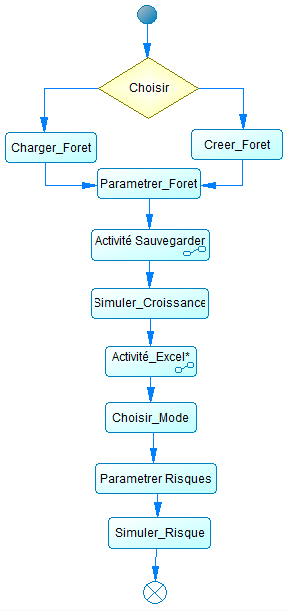 Choisir
Charger_Foret
Creer_Foret
Parametrer_Foret
Activité Sauvegarder
Simuler_Croissance
Activité_Excel*
Choisir_Mode
Parametrer Risques
Simuler_Risque